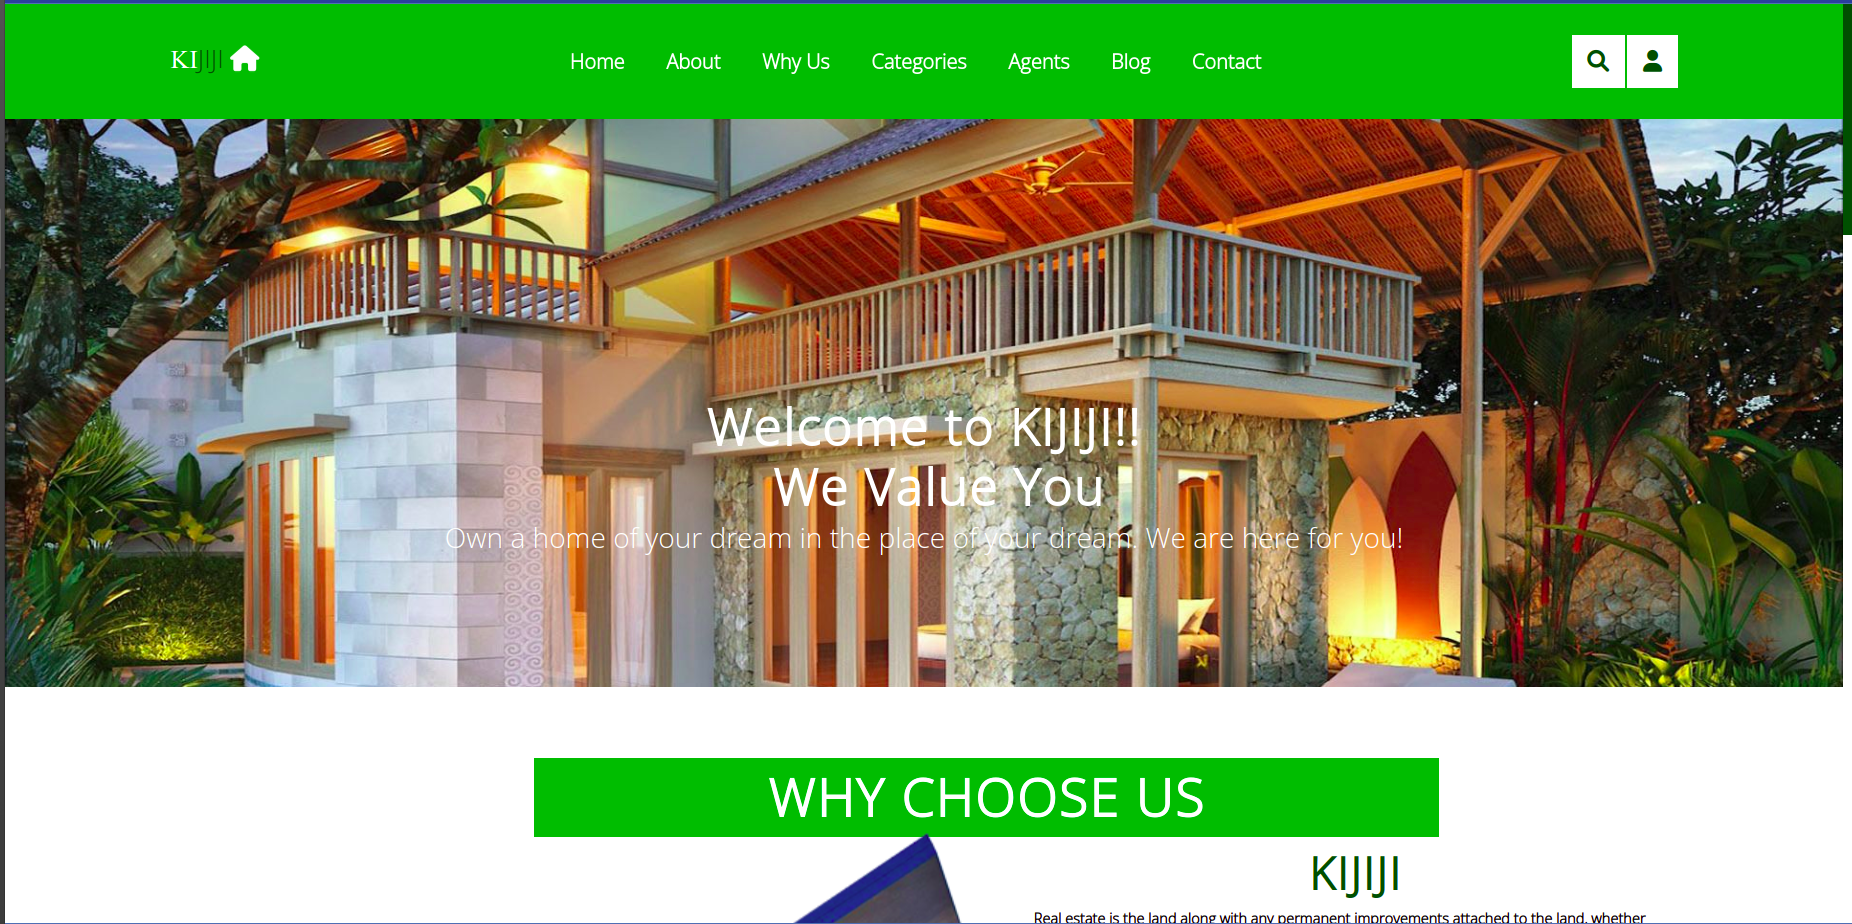 KIJIJI
Home About Why Us Categories Agents Blog Contact
Welcome to KIJIJI!!
We Value You
Own a home of your dream in the place of your dream. We are here for you!
WHY CHOOSE US
KIJIJI
Real estate is the land along with any permanent improvements attached to the land, whether